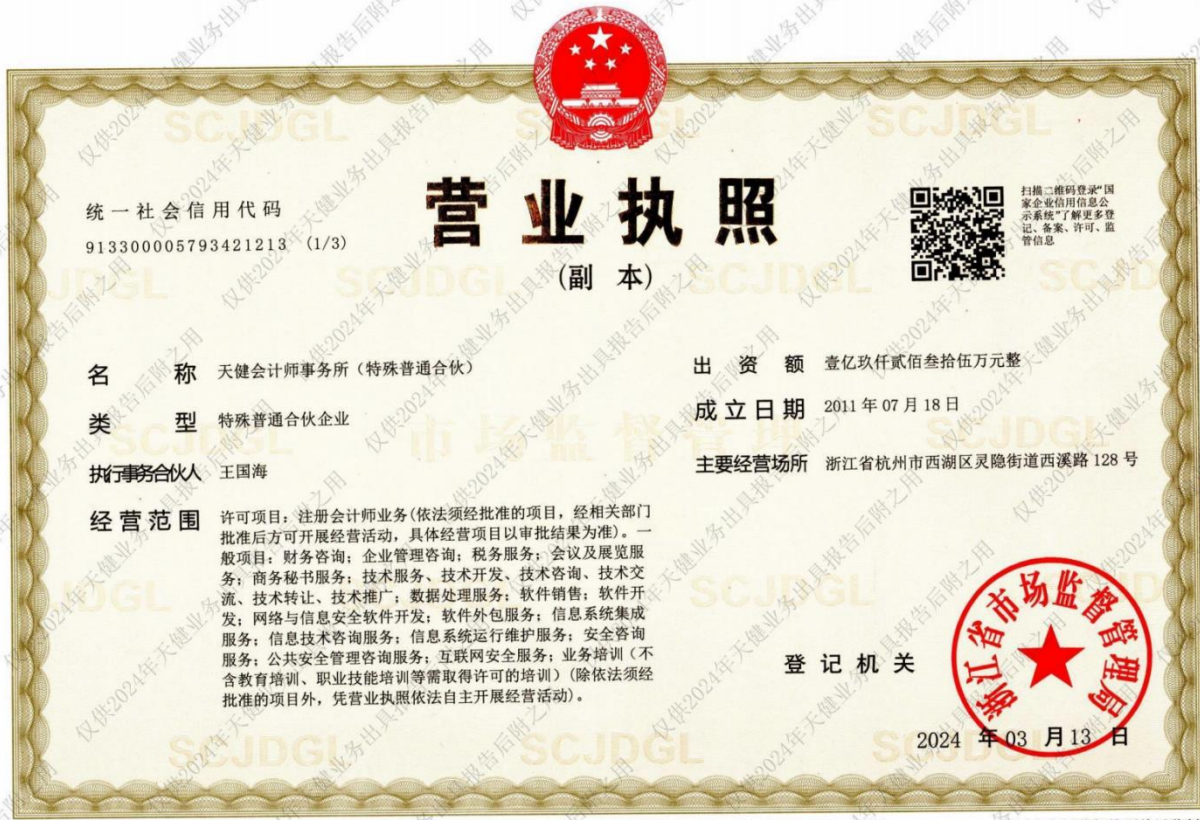 营业执照
(副 本)
统一社会信用代码
913300005793421213 (1/3)
扫描二维码登录“国
家企业信用信息公
示系统”了解更多登
记、备案、许可、监
管信息
名 称 天健会计师事务所（特殊普通合伙）
类 型 特殊普通合伙企业
执行事务合伙人 王国海
经营范围 许可项目：注册会计师业务(依法须经批准的项目，经相关部门
批准后方可开展经营活动，具体经营项目以审批结果为准)。一
般项目：财务咨询；企业管理咨询；税务服务；会议及展览服
务；商务秘书服务；技术服务、技术开发、技术咨询、技术交
流、技术转让、技术推广；数据处理服务；软件销售；软件开
发；网络与信息安全软件开发；软件外包服务；信息系统集成
服务；信息技术咨询服务；信息系统运行维护服务；安全咨询
服务；公共安全管理咨询服务；互联网安全服务；业务培训（不
含教育培训、职业技能培训等需取得许可的培训）(除依法须经
批准的项目外，凭营业执照依法自主开展经营活动)。
出 资 额 壹亿玖仟贰佰叁拾伍万元整
成立日期 2011 年 07 月 18 日
主要经营场所 浙江省杭州市西湖区灵隐街道西溪路 128 号
登记机关
浙江省市场监督管理局
2024 年 03 月 13 日
仅供2024年天健业务出具报告后附之用
SCJDGL
市场监督管理